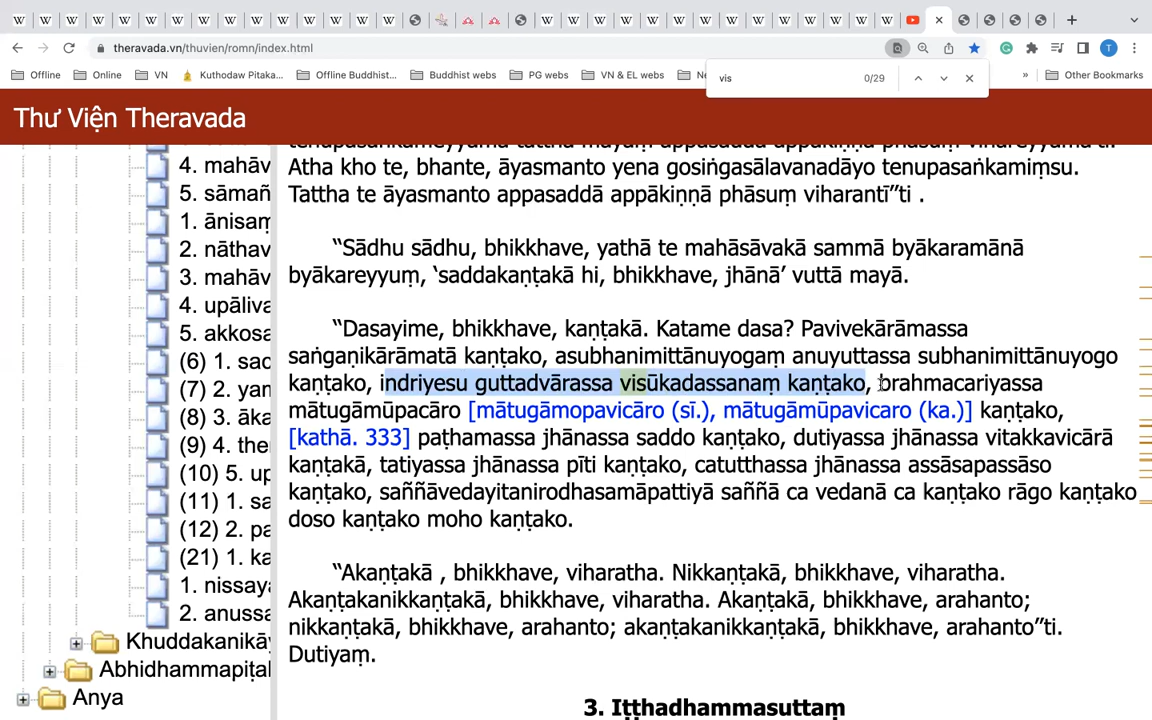 theravada.vn/thuvien/romn/index.html
T
Offline
Online
VN
Kuthodaw Pitaka...
Offline Buddhist...
Buddhist webs
PG webs
VN & EL webs
»
Other Bookmarks
vis
0/29
Thư Viện Theravada
4. mahāv
5. sāmañ
1. ānisaṃ
2. nāthav
3. mahāv
4. upāliva
5. akkosa
(6) 1. sac
(7) 2. yam
(8) 3. āka
(9) 4. the
(10) 5. up
(11) 1. sa
(12) 2. pa
(21) 1. ka
1. nissaya
2. anussa
Khuddakanikāy
Abhidhammapiṭal
Anya
Atha kho te, bhante, āyasmanto yena gosiṅgasālavanadāyo tenupasaṅkamiṃsu.
Tattha te āyasmanto appasaddā appākiṇṇā phāsuṃ viharantī”ti .
“Sādhu sādhu, bhikkhave, yathā te mahāsāvakā sammā byākaramānā
byākareyyuṃ, ‘saddakaṇṭakā hi, bhikkhave, jhānā’ vuttā mayā.
“Dasayime, bhikkhave, kaṇṭakā. Katame dasa? Pavivekārāmassa
saṅgaṇikārāmatā kaṇṭako, asubhanimittānuyogaṃ anuyuttassa subhanimittānuyogo
kaṇṭako, indriyesu guttadvārassa visūkadassanaṃ kaṇṭako, brahmacariyassa
mātugāmūpacāro [mātugāmopavicāro (sī.), mātugāmūpavicaro (ka.)] kaṇṭako,
[kathā. 333] paṭhamassa jhānassa saddo kaṇṭako, dutiyassa jhānassa vitakkavicārā
kaṇṭakā, tatiyassa jhānassa pīti kaṇṭako, catutthassa jhānassa assāsapassāso
kaṇṭako, saññāvedayitanirodhasamāpattiyā saññā ca vedanā ca kaṇṭako rāgo kaṇṭako
doso kaṇṭako moho kaṇṭako.
“Akaṇṭakā , bhikkhave, viharatha. Nikkaṇṭakā, bhikkhave, viharatha.
Akaṇṭakanikkaṇṭakā, bhikkhave, viharatha. Akaṇṭakā, bhikkhave, arahanto;
nikkaṇṭakā, bhikkhave, arahanto; akaṇṭakanikkaṇṭakā, bhikkhave, arahanto”ti.
Dutiyaṃ.
3. Iṭṭhadhammasuttaṃ